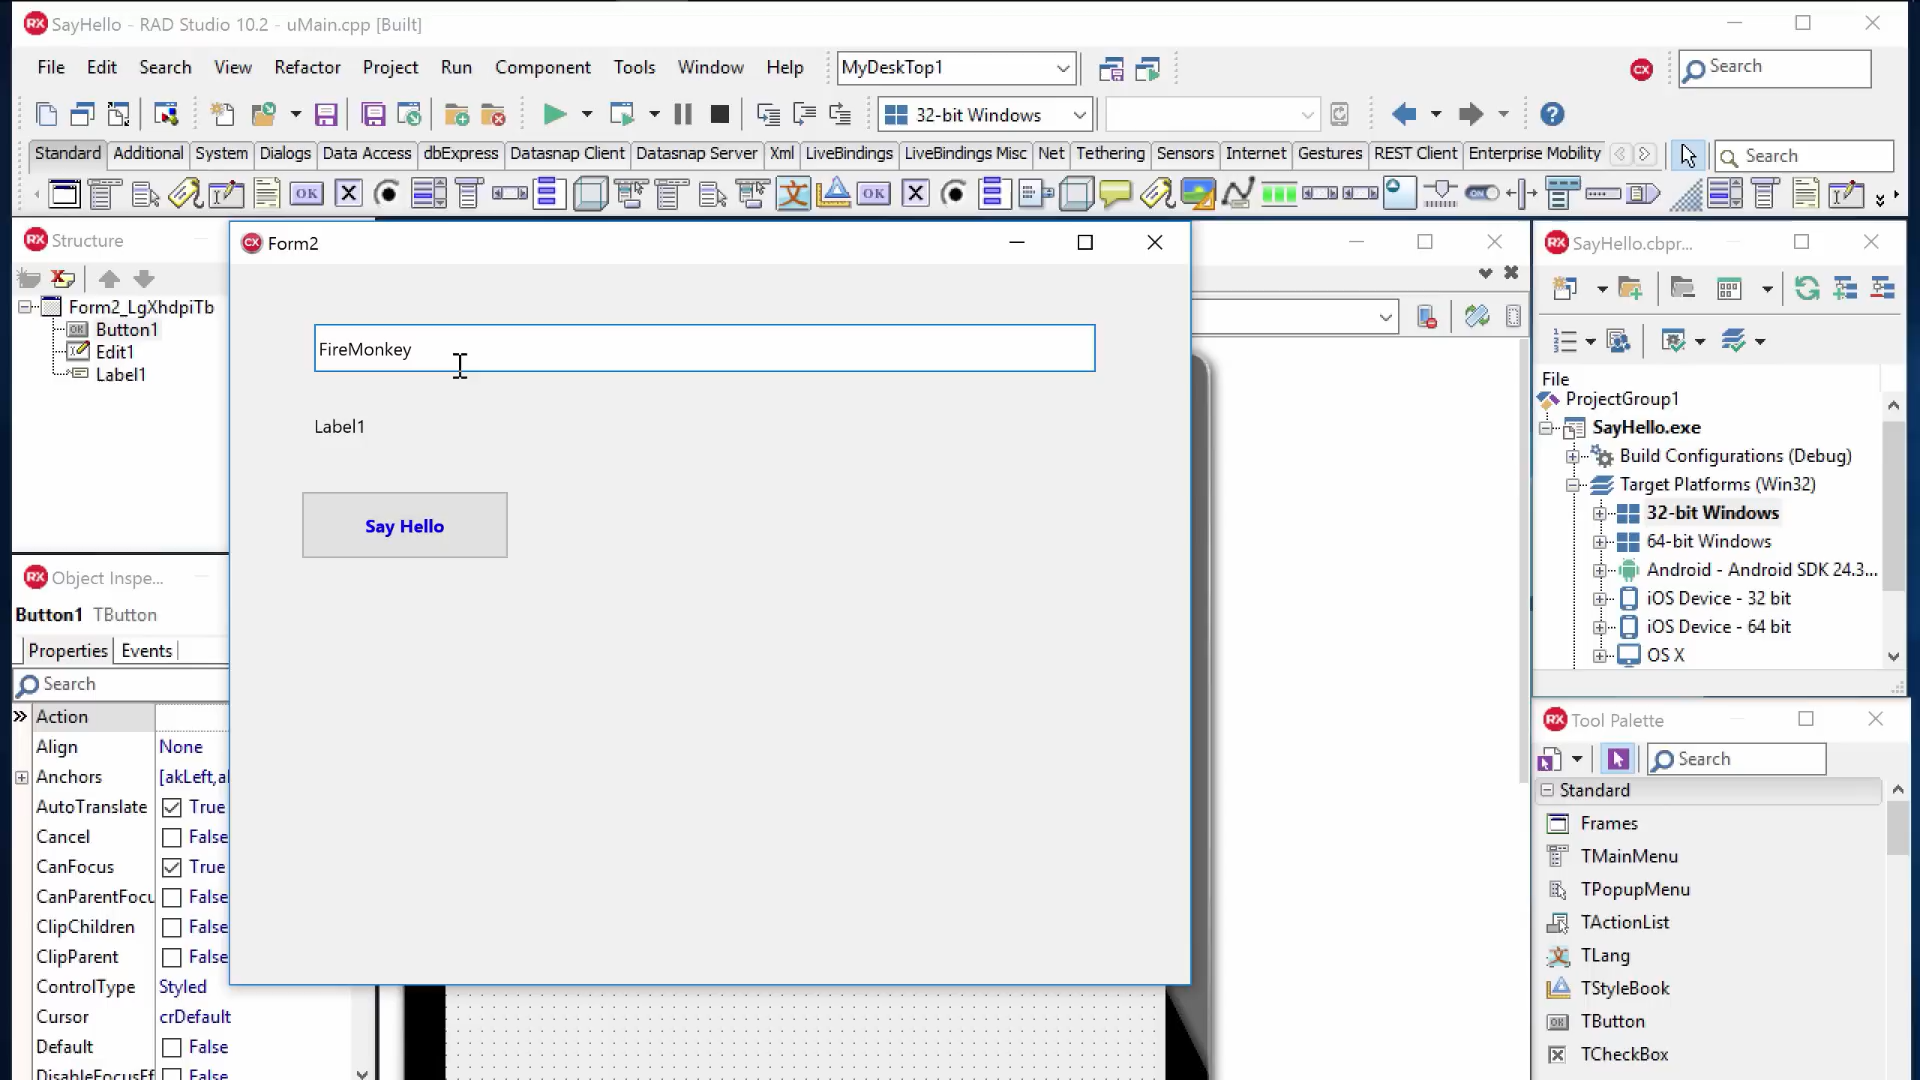 SayHello - RAD Studio 10.2 - uMain.cpp [Built]
File Edit Search View Refactor Project Run Component Tools Window Help MyDeskTop1 Search
32-bit Windows
Standard Additional System Dialogs Data Access dbExpress Datasnap Client Datasnap Server Xml LiveBindings LiveBindings Misc Net Tethering Sensors Internet Gestures REST Client Enterprise Mobility Search
Structure
Form2_LgXhdpiTb
Button1
Edit1
Label1
Object Inspe...
Button1 TButton
Properties Events
Search
Action
Align None
Anchors [akLeft,a
AutoTranslate True
Cancel False
CanFocus True
CanParentFocu False
ClipChildren False
ClipParent False
ControlType Styled
Cursor crDefault
Default False
DisableFocusEf False
Form2
FireMonkey
Label1
Say Hello
SayHello.cbpr...
File
ProjectGroup1
SayHello.exe
Build Configurations (Debug)
Target Platforms (Win32)
32-bit Windows
64-bit Windows
Android - Android SDK 24.3...
iOS Device - 32 bit
iOS Device - 64 bit
OS X
Tool Palette
Search
Standard
Frames
TMainMenu
TPopupMenu
TActionList
TLang
TStyleBook
TButton
TCheckBox